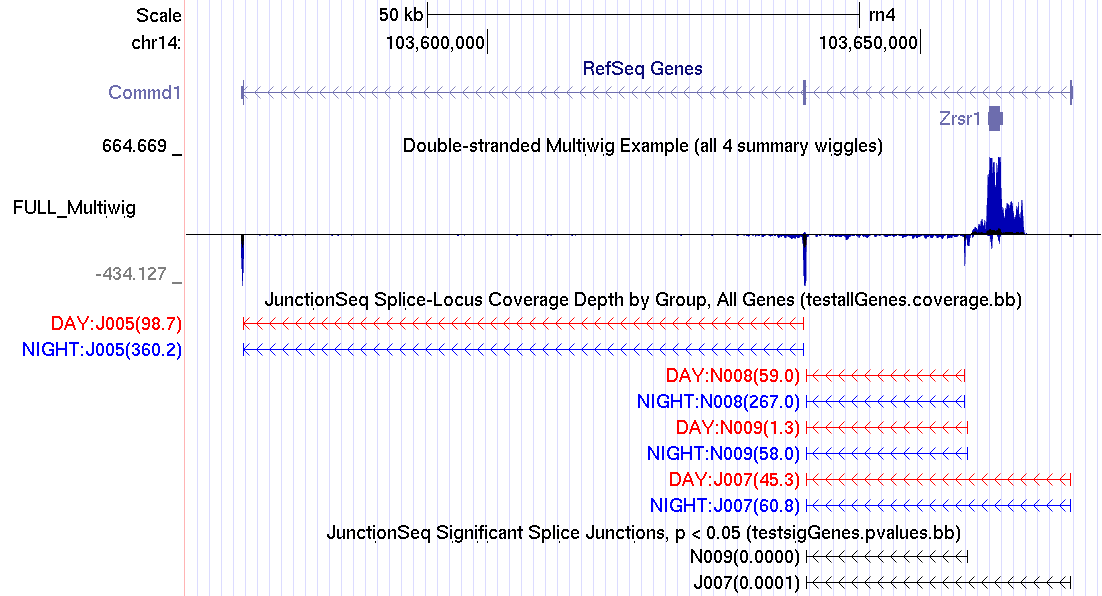 Scale 50 kb rn4
chr14: 103,600,000 103,650,000
RefSeq Genes
Commd1
Zrsr1
664.669 _ Double-stranded Multiwig Example (all 4 summary wiggles)
FULL_Multiwig
-434.127 _
JunctionSeq Splice-Locus Coverage Depth by Group, All Genes (testallGenes.coverage.bb)
DAY:J005(98.7)
NIGHT:J005(360.2)
DAY:N008(59.0)
NIGHT:N008(267.0)
DAY:N009(1.3)
NIGHT:N009(58.0)
DAY:J007(45.3)
NIGHT:J007(60.8)
JunctionSeq Significant Splice Junctions, p < 0.05 (testsigGenes.pvalues.bb)
N009(0.0000)
J007(0.0001)